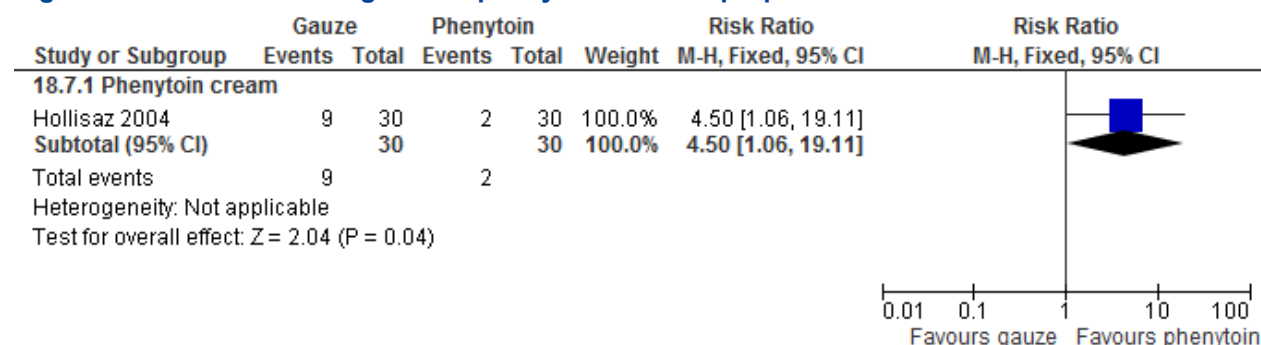 Gauze Phenytoin Risk Ratio Risk Ratio
Study or Subgroup Events Total Events Total Weight M-H, Fixed, 95% CI M-H, Fixed, 95% CI
18.7.1 Phenytoin cream
Hollisaz 2004 9 30 2 30 100.0% 4.50 [1.06, 19.11]
Subtotal (95% CI) 30 30 100.0% 4.50 [1.06, 19.11]
Total events 9 2
Heterogeneity: Not applicable
Test for overall effect: Z = 2.04 (P = 0.04)
0.01 0.1 1 10 100
Favours gauze Favours phenytoin